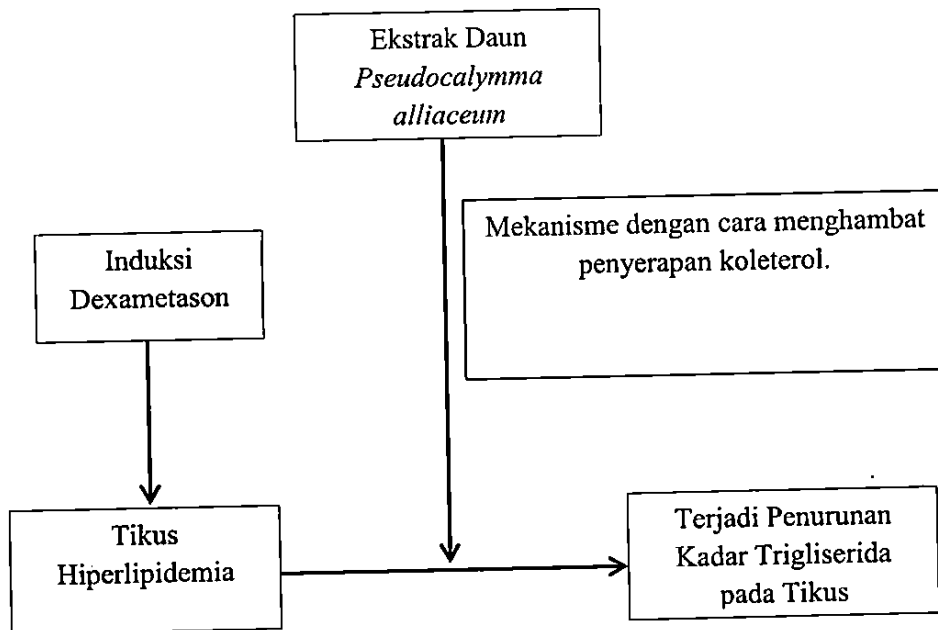 Ekstrak Daun
Pseudocalymma
alliaceum
Mekanisme dengan cara menghambat
penyerapan koleterol.
Induksi
Dexametason
Tikus
Hiperlipidemia
Terjadi Penurunan
Kadar Trigliserida
pada Tikus